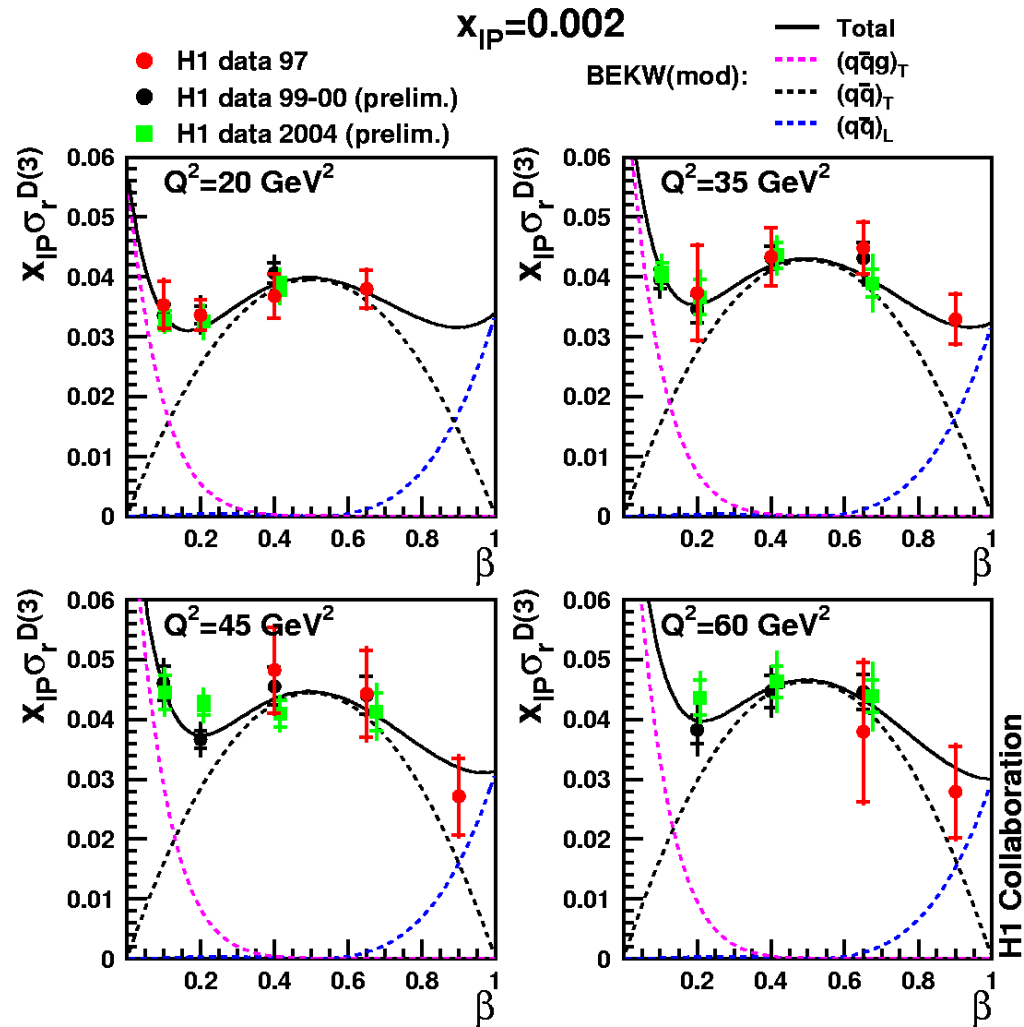 x_IP=0.002
H1 data 97
H1 data 99-00 (prelim.)
H1 data 2004 (prelim.)
BEKW(mod):
Total
(qq̄g)_T
(qq̄)_T
(qq̄)_L
x_IP σ_r^D(3)
Q²=20 GeV²
0.06
0.05
0.04
0.03
0.02
0.01
0
0.2 0.4 0.6 0.8 1
β
x_IP σ_r^D(3)
Q²=35 GeV²
0.06
0.05
0.04
0.03
0.02
0.01
0
0.2 0.4 0.6 0.8 1
β
x_IP σ_r^D(3)
Q²=45 GeV²
0.06
0.05
0.04
0.03
0.02
0.01
0
0.2 0.4 0.6 0.8 1
β
x_IP σ_r^D(3)
Q²=60 GeV²
0.06
0.05
0.04
0.03
0.02
0.01
0
0.2 0.4 0.6 0.8 1
β
H1 Collaboration